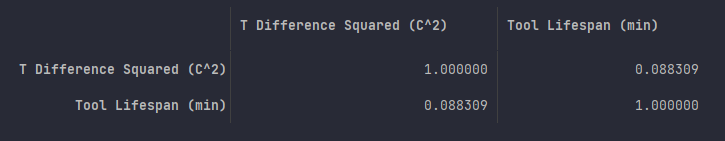 T Difference Squared (C^2) Tool Lifespan (min)
T Difference Squared (C^2) 1.000000 0.088309
Tool Lifespan (min) 0.088309 1.000000